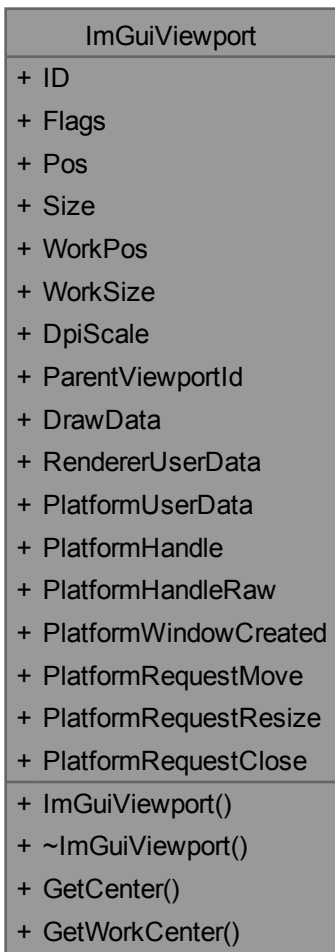 ImGuiViewport
+ ID
+ Flags
+ Pos
+ Size
+ WorkPos
+ WorkSize
+ DpiScale
+ ParentViewportId
+ DrawData
+ RendererUserData
+ PlatformUserData
+ PlatformHandle
+ PlatformHandleRaw
+ PlatformWindowCreated
+ PlatformRequestMove
+ PlatformRequestResize
+ PlatformRequestClose
+ ImGuiViewport()
+ ~ImGuiViewport()
+ GetCenter()
+ GetWorkCenter()